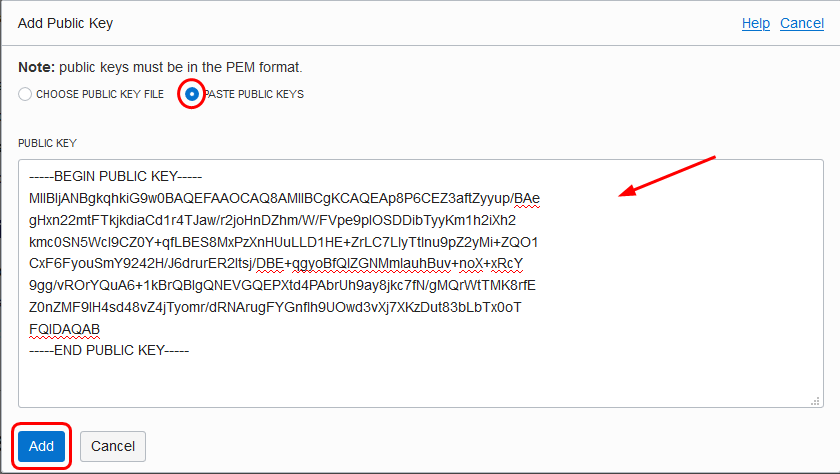 Add Public Key
Help Cancel
Note: public keys must be in the PEM format.
CHOOSE PUBLIC KEY FILE PASTE PUBLIC KEYS
PUBLIC KEY
-----BEGIN PUBLIC KEY-----
MIIBIjANBgkqhkiG9w0BAQEFAAOCAQ8AMIIBCgKCAQEAp8P6CEZ3aftZyyup/BAe
gHxn22mtFTkjkdiaCd1r4TJaw/r2joHnDZhm/W/FVpe9plOSDDibTyyKm1h2iXh2
kmc0SN5WcI9CZ0Y+qfLBES8MxPzXnHUuLLD1HE+ZrLC7LlyTtlnu9pZ2yMi+ZQO1
CxF6FyouSmY9242H/J6drurER2ltsj/DBE+qgyoBfQlZGNMmlauhBuv+noX+xRcY
9gg/vROrYQuA6+1kBrQBlgQNEVGQEPXtd4PAbrUh9ay8jkc7fN/gMQrWtTMK8rfE
Z0nZMF9lH4sd48vZ4jTyomr/dRNArugFYGnflh9UOwd3vXj7XKzDut83bLbTx0oT
FQIDAQAB
-----END PUBLIC KEY-----
Add Cancel